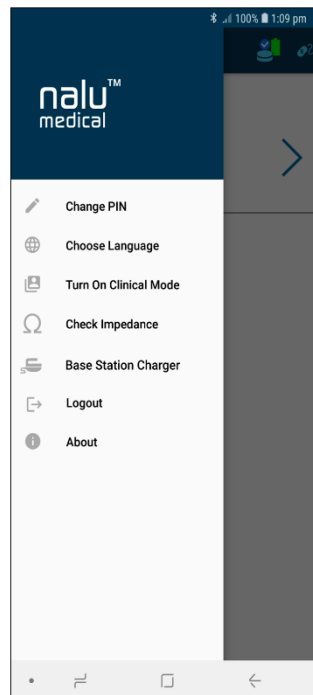 100% 1:09 pm
nalu™
medical
Change PIN
Choose Language
Turn On Clinical Mode
Ω Check Impedance
S Base Station Charger
Logout
About